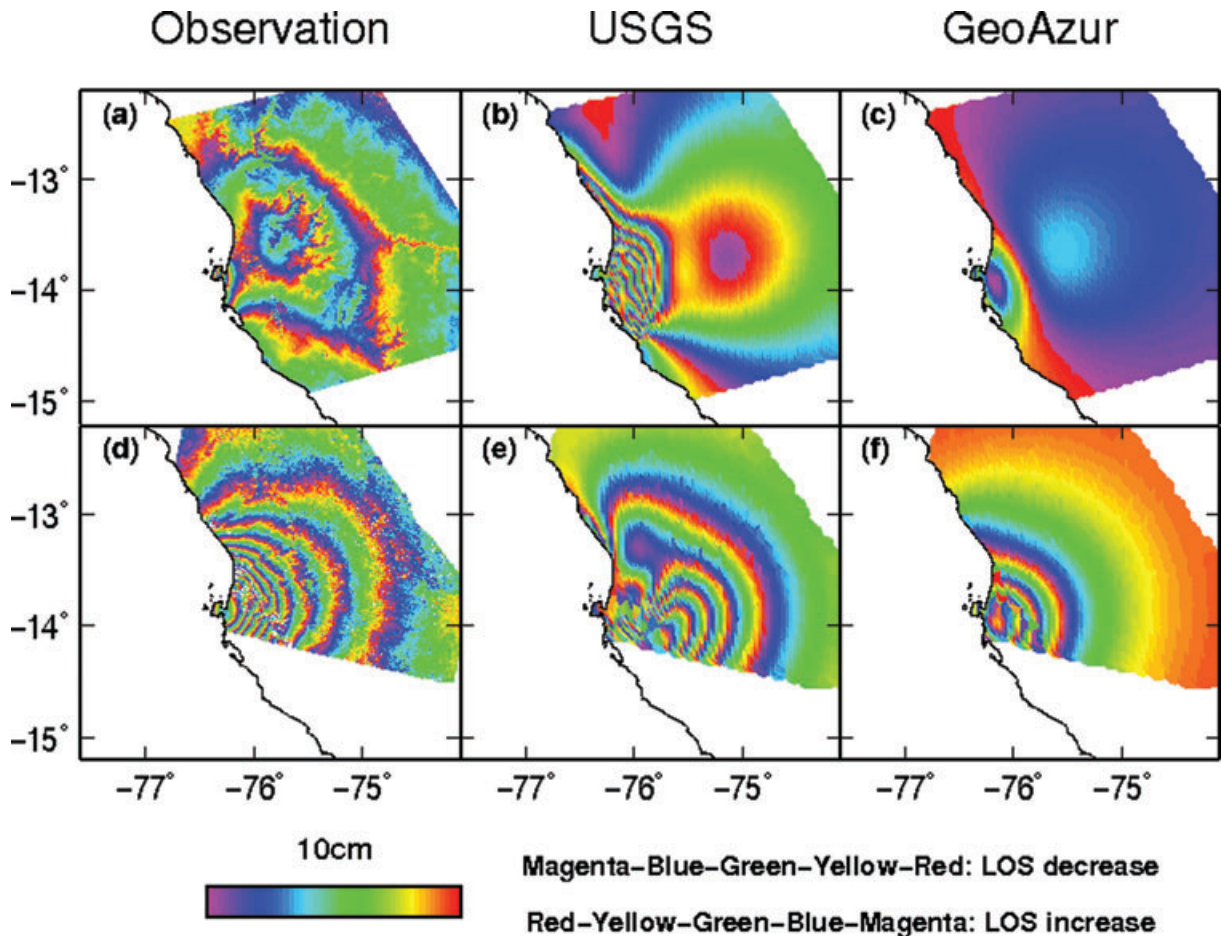 Observation USGS GeoAzur
(a) (b) (c)
−13°
−14°
−15°
(d) (e) (f)
−13°
−14°
−15°
−77° −76° −75° −77° −76° −75° −77° −76° −75°
10cm
Magenta−Blue−Green−Yellow−Red: LOS decrease
Red−Yellow−Green−Blue−Magenta: LOS increase